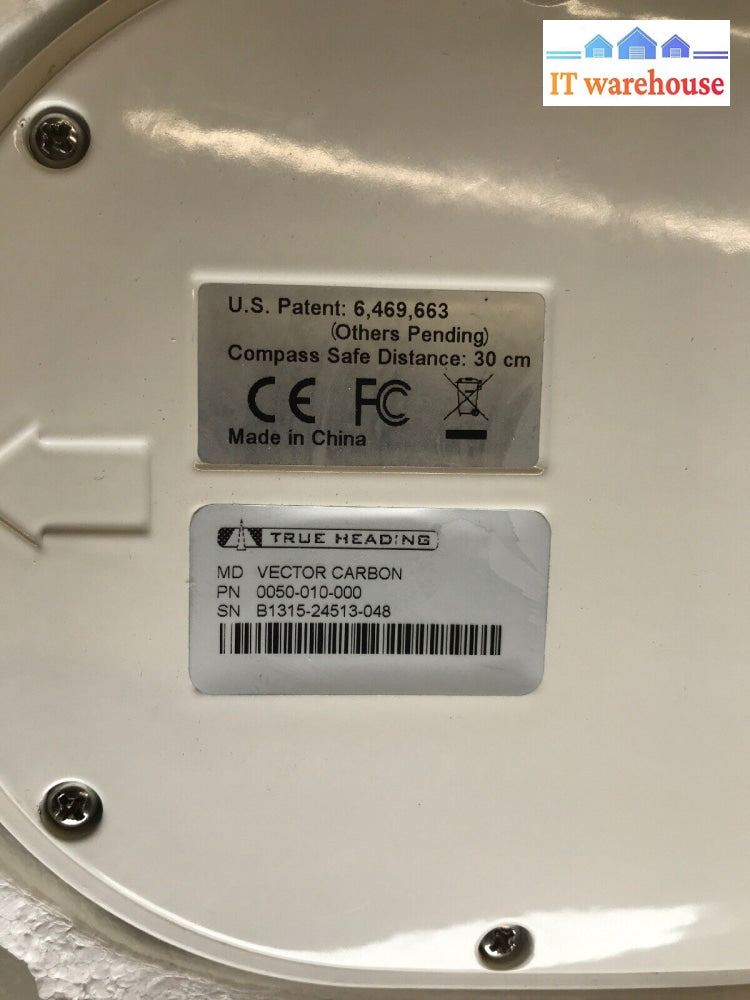 IT warehouse
U.S. Patent: 6,469,663
(Others Pending)
Compass Safe Distance: 30 cm
CE FC
Made in China
TRUE HEADING
MD VECTOR CARBON
PN 0050-010-000
SN B1315-24513-048